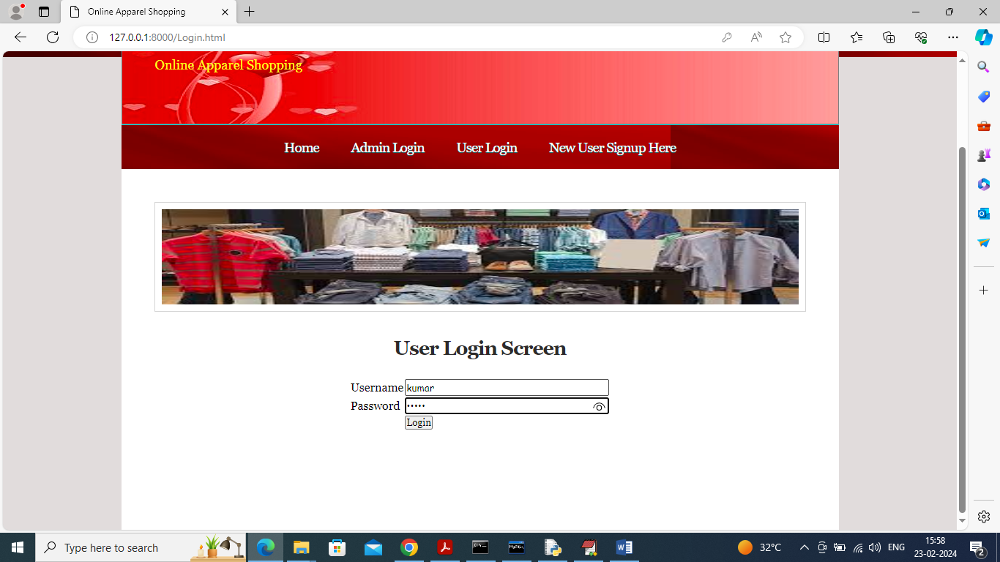 Online Apparel Shopping
127.0.0.1:8000/Login.html
Online Apparel Shopping
Home Admin Login User Login New User Signup Here
User Login Screen
Username kumar
Password •••••
Login
Type here to search
32°C
ENG
15:58
23-02-2024
2